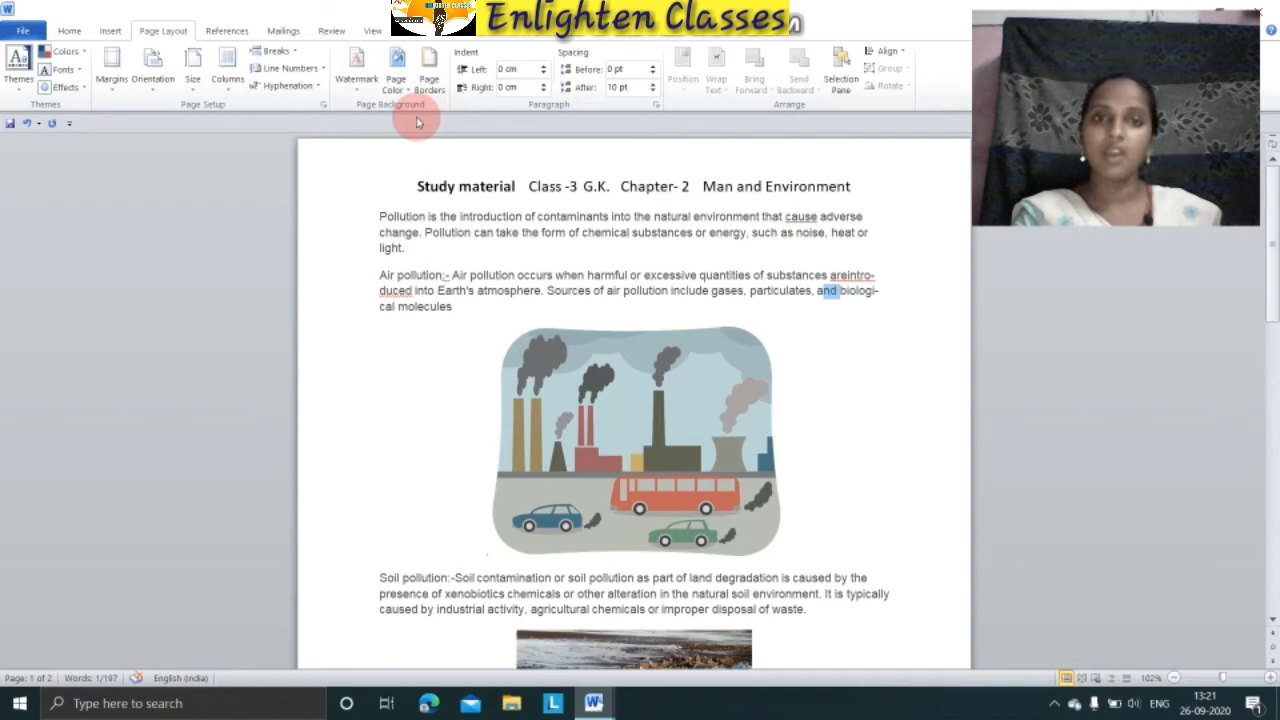 Enlighten Classes
File Home Insert Page Layout References Mailings Review View
Themes
Colors
Fonts
Effects
Margins Orientation Size Columns
Breaks
Line Numbers
Hyphenation
Watermark Page Color Page Borders
Indent
Left: 0 cm
Right: 0 cm
Spacing
Before: 0 pt
After: 10 pt
Position Wrap Text Bring Forward Send Backward Selection Pane
Align
Group
Rotate
Themes Page Setup Page Background Paragraph Arrange
Study material Class -3 G.K. Chapter- 2 Man and Environment
Pollution is the introduction of contaminants into the natural environment that cause adverse
change. Pollution can take the form of chemical substances or energy, such as noise, heat or
light.
Air pollution:- Air pollution occurs when harmful or excessive quantities of substances areintro-
duced into Earth's atmosphere. Sources of air pollution include gases, particulates, and biologi-
cal molecules
Soil pollution:-Soil contamination or soil pollution as part of land degradation is caused by the
presence of xenobiotics chemicals or other alteration in the natural soil environment. It is typically
caused by industrial activity, agricultural chemicals or improper disposal of waste.
Page: 1 of 2 Words: 1/197 English (India) 102%
Type here to search
ENG
13:21
26-09-2020